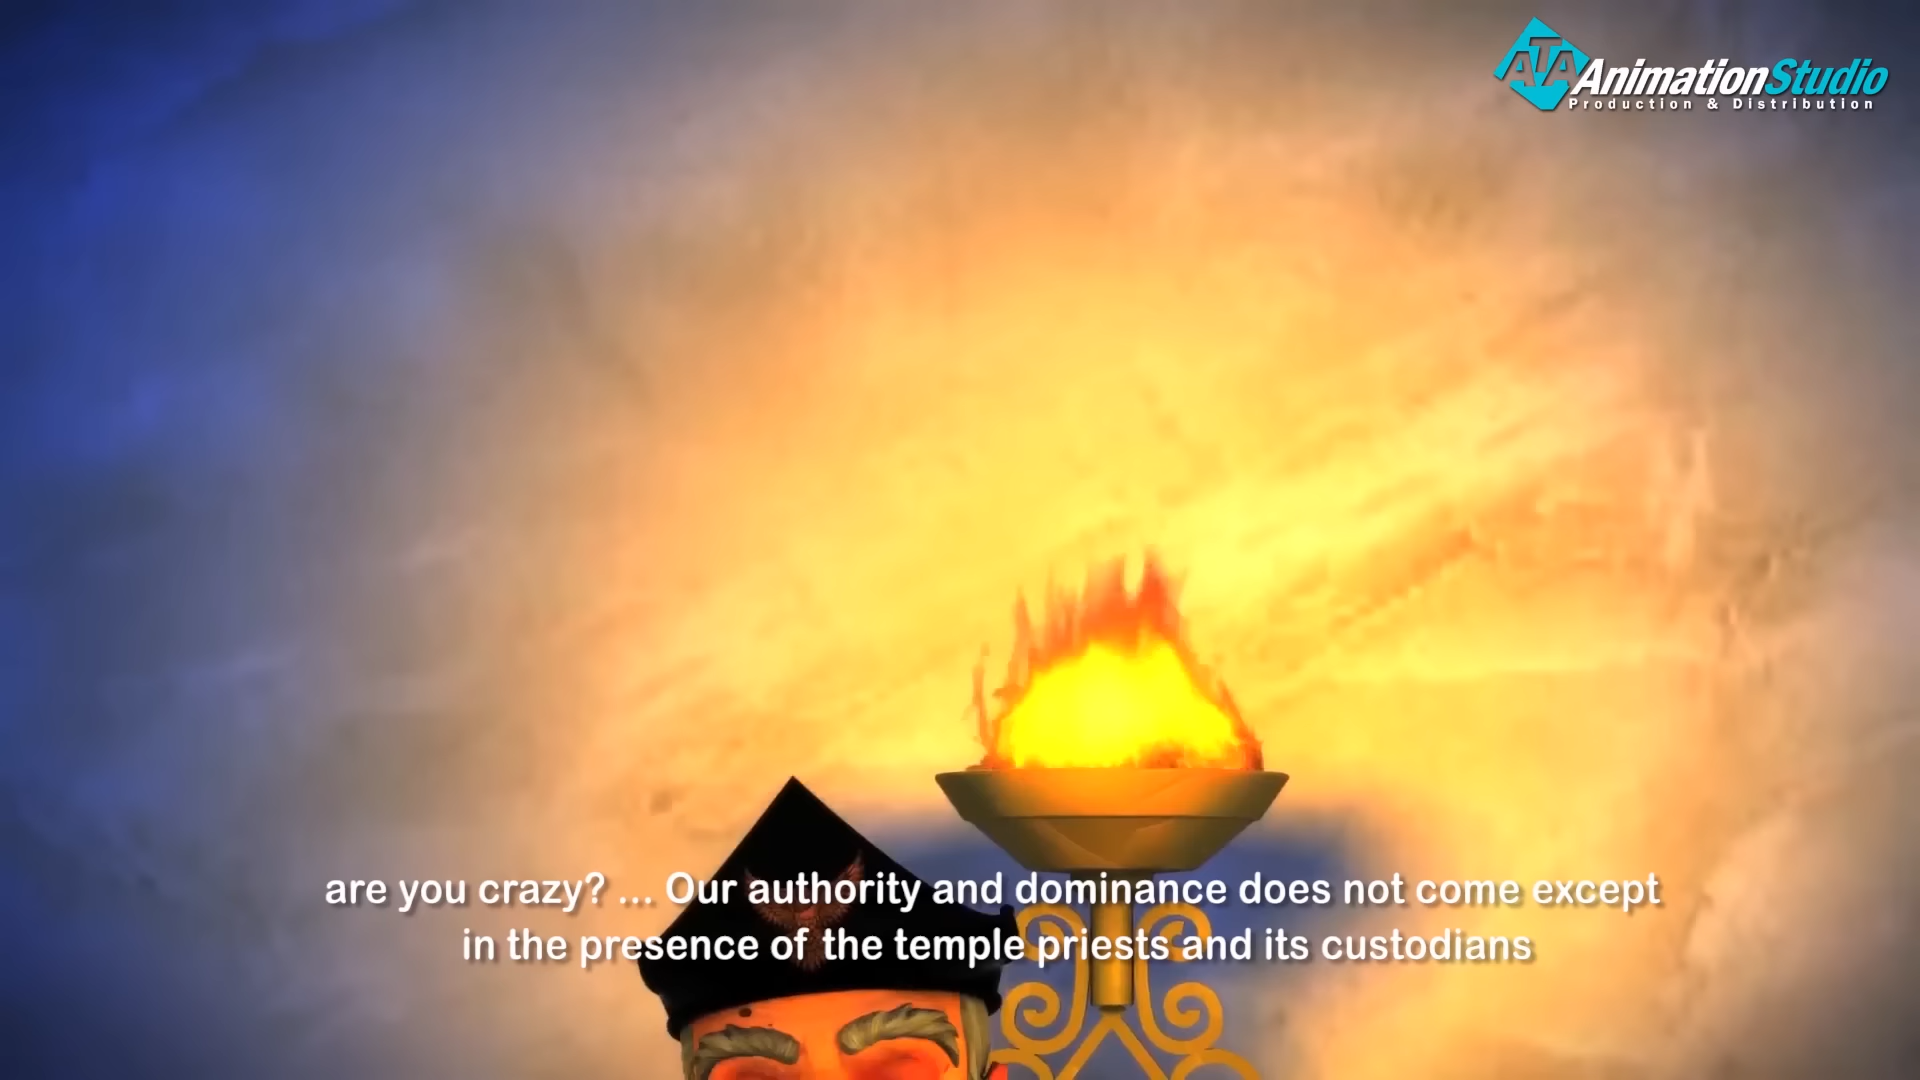 ATA AnimationStudio
Production & Distribution
are you crazy? ... Our authority and dominance does not come except
in the presence of the temple priests and its custodians